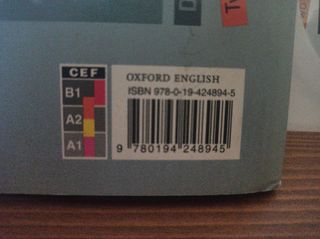 CEF
B1
A2
A1
OXFORD ENGLISH
ISBN 978-0-19-424894-5
9 780194 248945